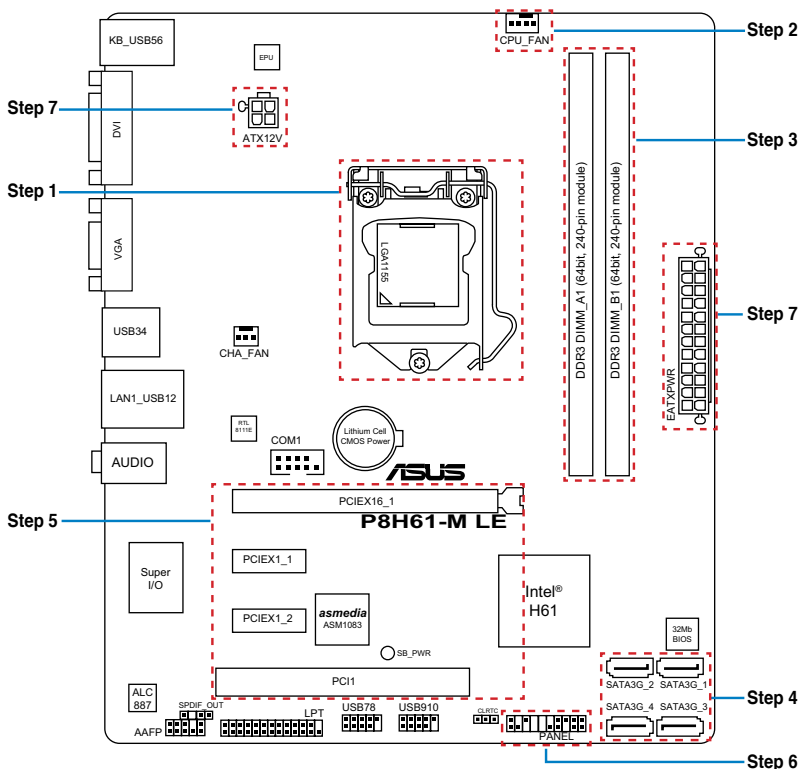 Step 2
KB_USB56
CPU_FAN
EPU
Step 7
ATX12V
DVI
Step 3
Step 1
DDR3 DIMM_A1 (64bit, 240-pin module)
DDR3 DIMM_B1 (64bit, 240-pin module)
LGA1155
VGA
Step 7
EATXPWR
USB34
CHA_FAN
LAN1_USB12
RTL
8111E
COM1
Lithium Cell
CMOS Power
AUDIO
ASUS
PCIEX16_1
P8H61-M LE
Step 5
PCIEX1_1
Super
I/O
Intel®
H61
PCIEX1_2
asmedia
ASM1083
32Mb
BIOS
SB_PWR
PCI1
SATA3G_2
SATA3G_1
ALC
887
Step 4
SPDIF_OUT
LPT
USB78
USB910
CLRTC
SATA3G_4
SATA3G_3
AAFP
PANEL
Step 6